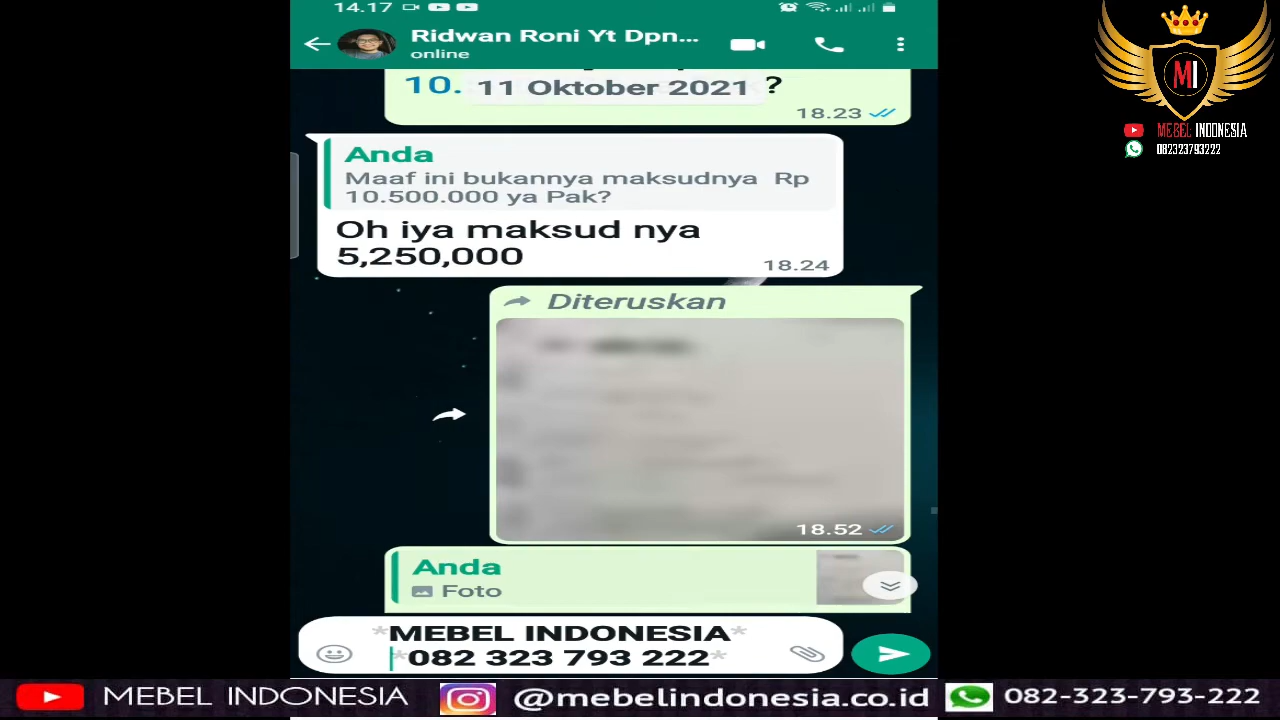 14.17
Ridwan Roni Yt Dpn...
online
10.
11 Oktober 2021
?
18.23
Anda
Maaf ini bukannya maksudnya Rp
10.500.000 ya Pak?
Oh iya maksud nya
5,250,000
18.24
Diteruskan
18.52
Anda
Foto
*MEBEL INDONESIA*
*082 323 793 222*
MI
MEBEL INDONESIA
082323793222
MEBEL INDONESIA
@mebelindonesia.co.id
082-323-793-222